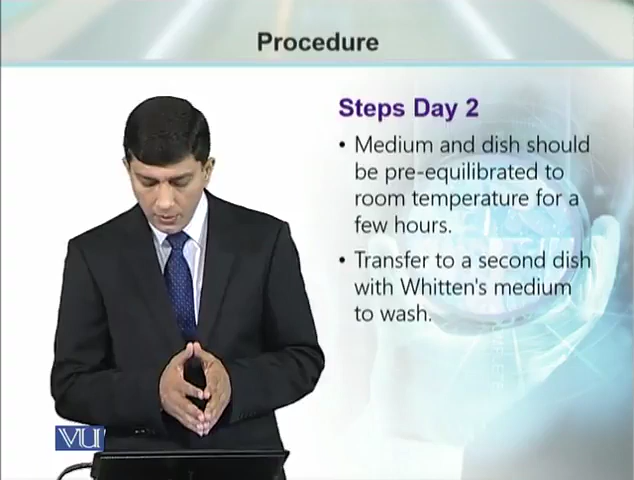 Procedure
Steps Day 2
• Medium and dish should
be pre-equilibrated to
room temperature for a
few hours.
• Transfer to a second dish
with Whitten's medium
to wash.
VU